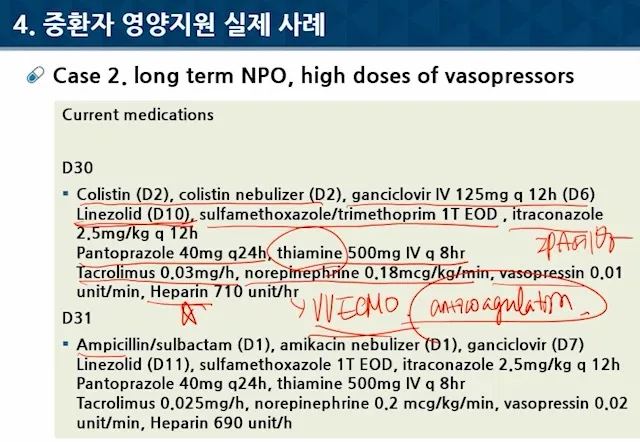 4. 중환자 영양지원 실제 사례
Case 2. long term NPO, high doses of vasopressors
Current medications
D30
▪ Colistin (D2), colistin nebulizer (D2), ganciclovir IV 125mg q 12h (D6)
Linezolid (D10), sulfamethoxazole/trimethoprim 1T EOD , itraconazole
2.5mg/kg q 12h
Pantoprazole 40mg q24h, thiamine 500mg IV q 8hr
Tacrolimus 0.03mg/h, norepinephrine 0.18mcg/kg/min, vasopressin 0.01
unit/min, Heparin 710 unit/hr
VVECMO. anticoagulation.
D31
▪ Ampicillin/sulbactam (D1), amikacin nebulizer (D1), ganciclovir (D7)
Linezolid (D11), sulfamethoxazole 1T EOD, itraconazole 2.5mg/kg q 12h
Pantoprazole 40mg q24h, thiamine 500mg IV q 8hr
Tacrolimus 0.025mg/h, norepinephrine 0.2 mcg/kg/min, vasopressin 0.02
unit/min, Heparin 690 unit/h